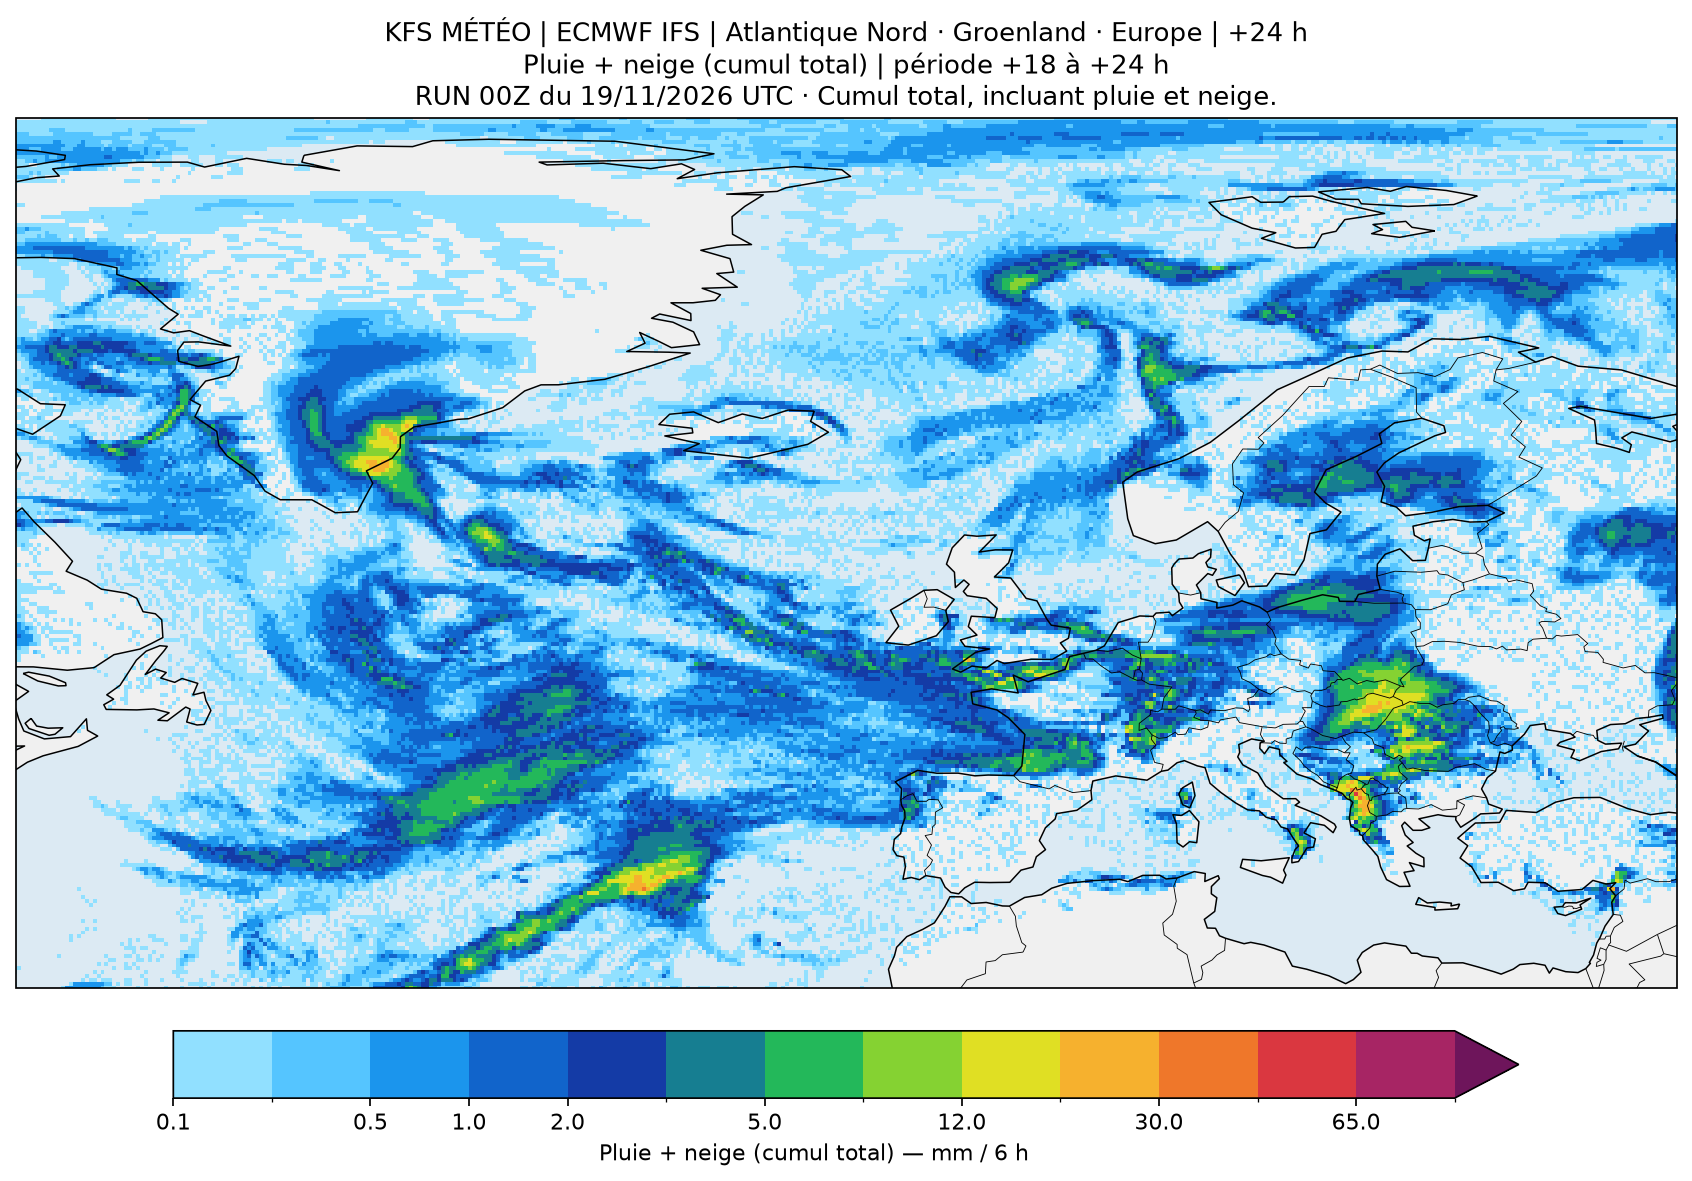 KFS MÉTÉO | ECMWF IFS | Atlantique Nord · Groenland · Europe | +24 h
Pluie + neige (cumul total) | période +18 à +24 h
RUN 00Z du 19/11/2026 UTC · Cumul total, incluant pluie et neige.
0.1 0.5 1.0 2.0 5.0 12.0 30.0 65.0
Pluie + neige (cumul total) — mm / 6 h